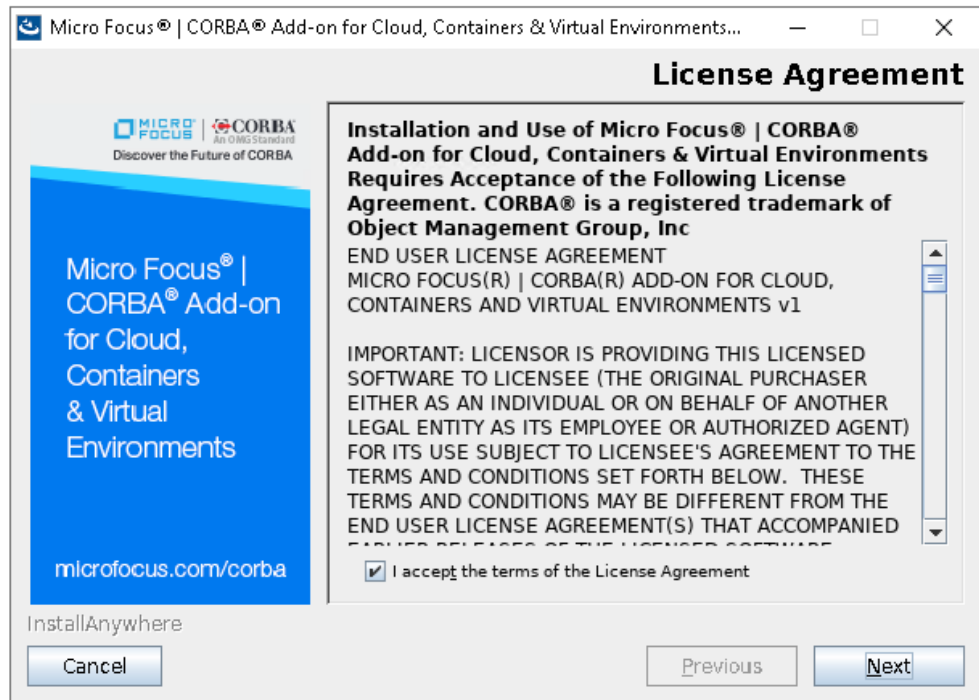 Micro Focus® | CORBA® Add-on for Cloud, Containers & Virtual Environments...
License Agreement
MICRO FOCUS | CORBA
An OMG Standard
Discover the Future of CORBA
Micro Focus® |
CORBA® Add-on
for Cloud,
Containers
& Virtual
Environments
microfocus.com/corba
Installation and Use of Micro Focus® | CORBA®
Add-on for Cloud, Containers & Virtual Environments
Requires Acceptance of the Following License
Agreement. CORBA® is a registered trademark of
Object Management Group, Inc
END USER LICENSE AGREEMENT
MICRO FOCUS(R) | CORBA(R) ADD-ON FOR CLOUD,
CONTAINERS AND VIRTUAL ENVIRONMENTS v1
IMPORTANT: LICENSOR IS PROVIDING THIS LICENSED
SOFTWARE TO LICENSEE (THE ORIGINAL PURCHASER
EITHER AS AN INDIVIDUAL OR ON BEHALF OF ANOTHER
LEGAL ENTITY AS ITS EMPLOYEE OR AUTHORIZED AGENT)
FOR ITS USE SUBJECT TO LICENSEE'S AGREEMENT TO THE
TERMS AND CONDITIONS SET FORTH BELOW. THESE
TERMS AND CONDITIONS MAY BE DIFFERENT FROM THE
END USER LICENSE AGREEMENT(S) THAT ACCOMPANIED
I accept the terms of the License Agreement
InstallAnywhere
Cancel
Previous
Next